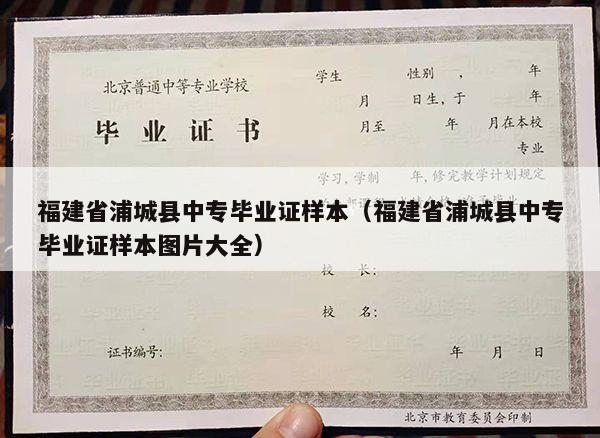 北京普通中等专业学校
毕业证书
学生 性别 , 年
月 日生,于 年
月至 年 月在本校
专业
学习,学制 年,修完教学计划规定
福建省浦城县中专毕业证样本（福建省浦城县中专
毕业证样本图片大全）
校 长:
校 名:
证书编号:
年 月 日
北京市教育委员会印制